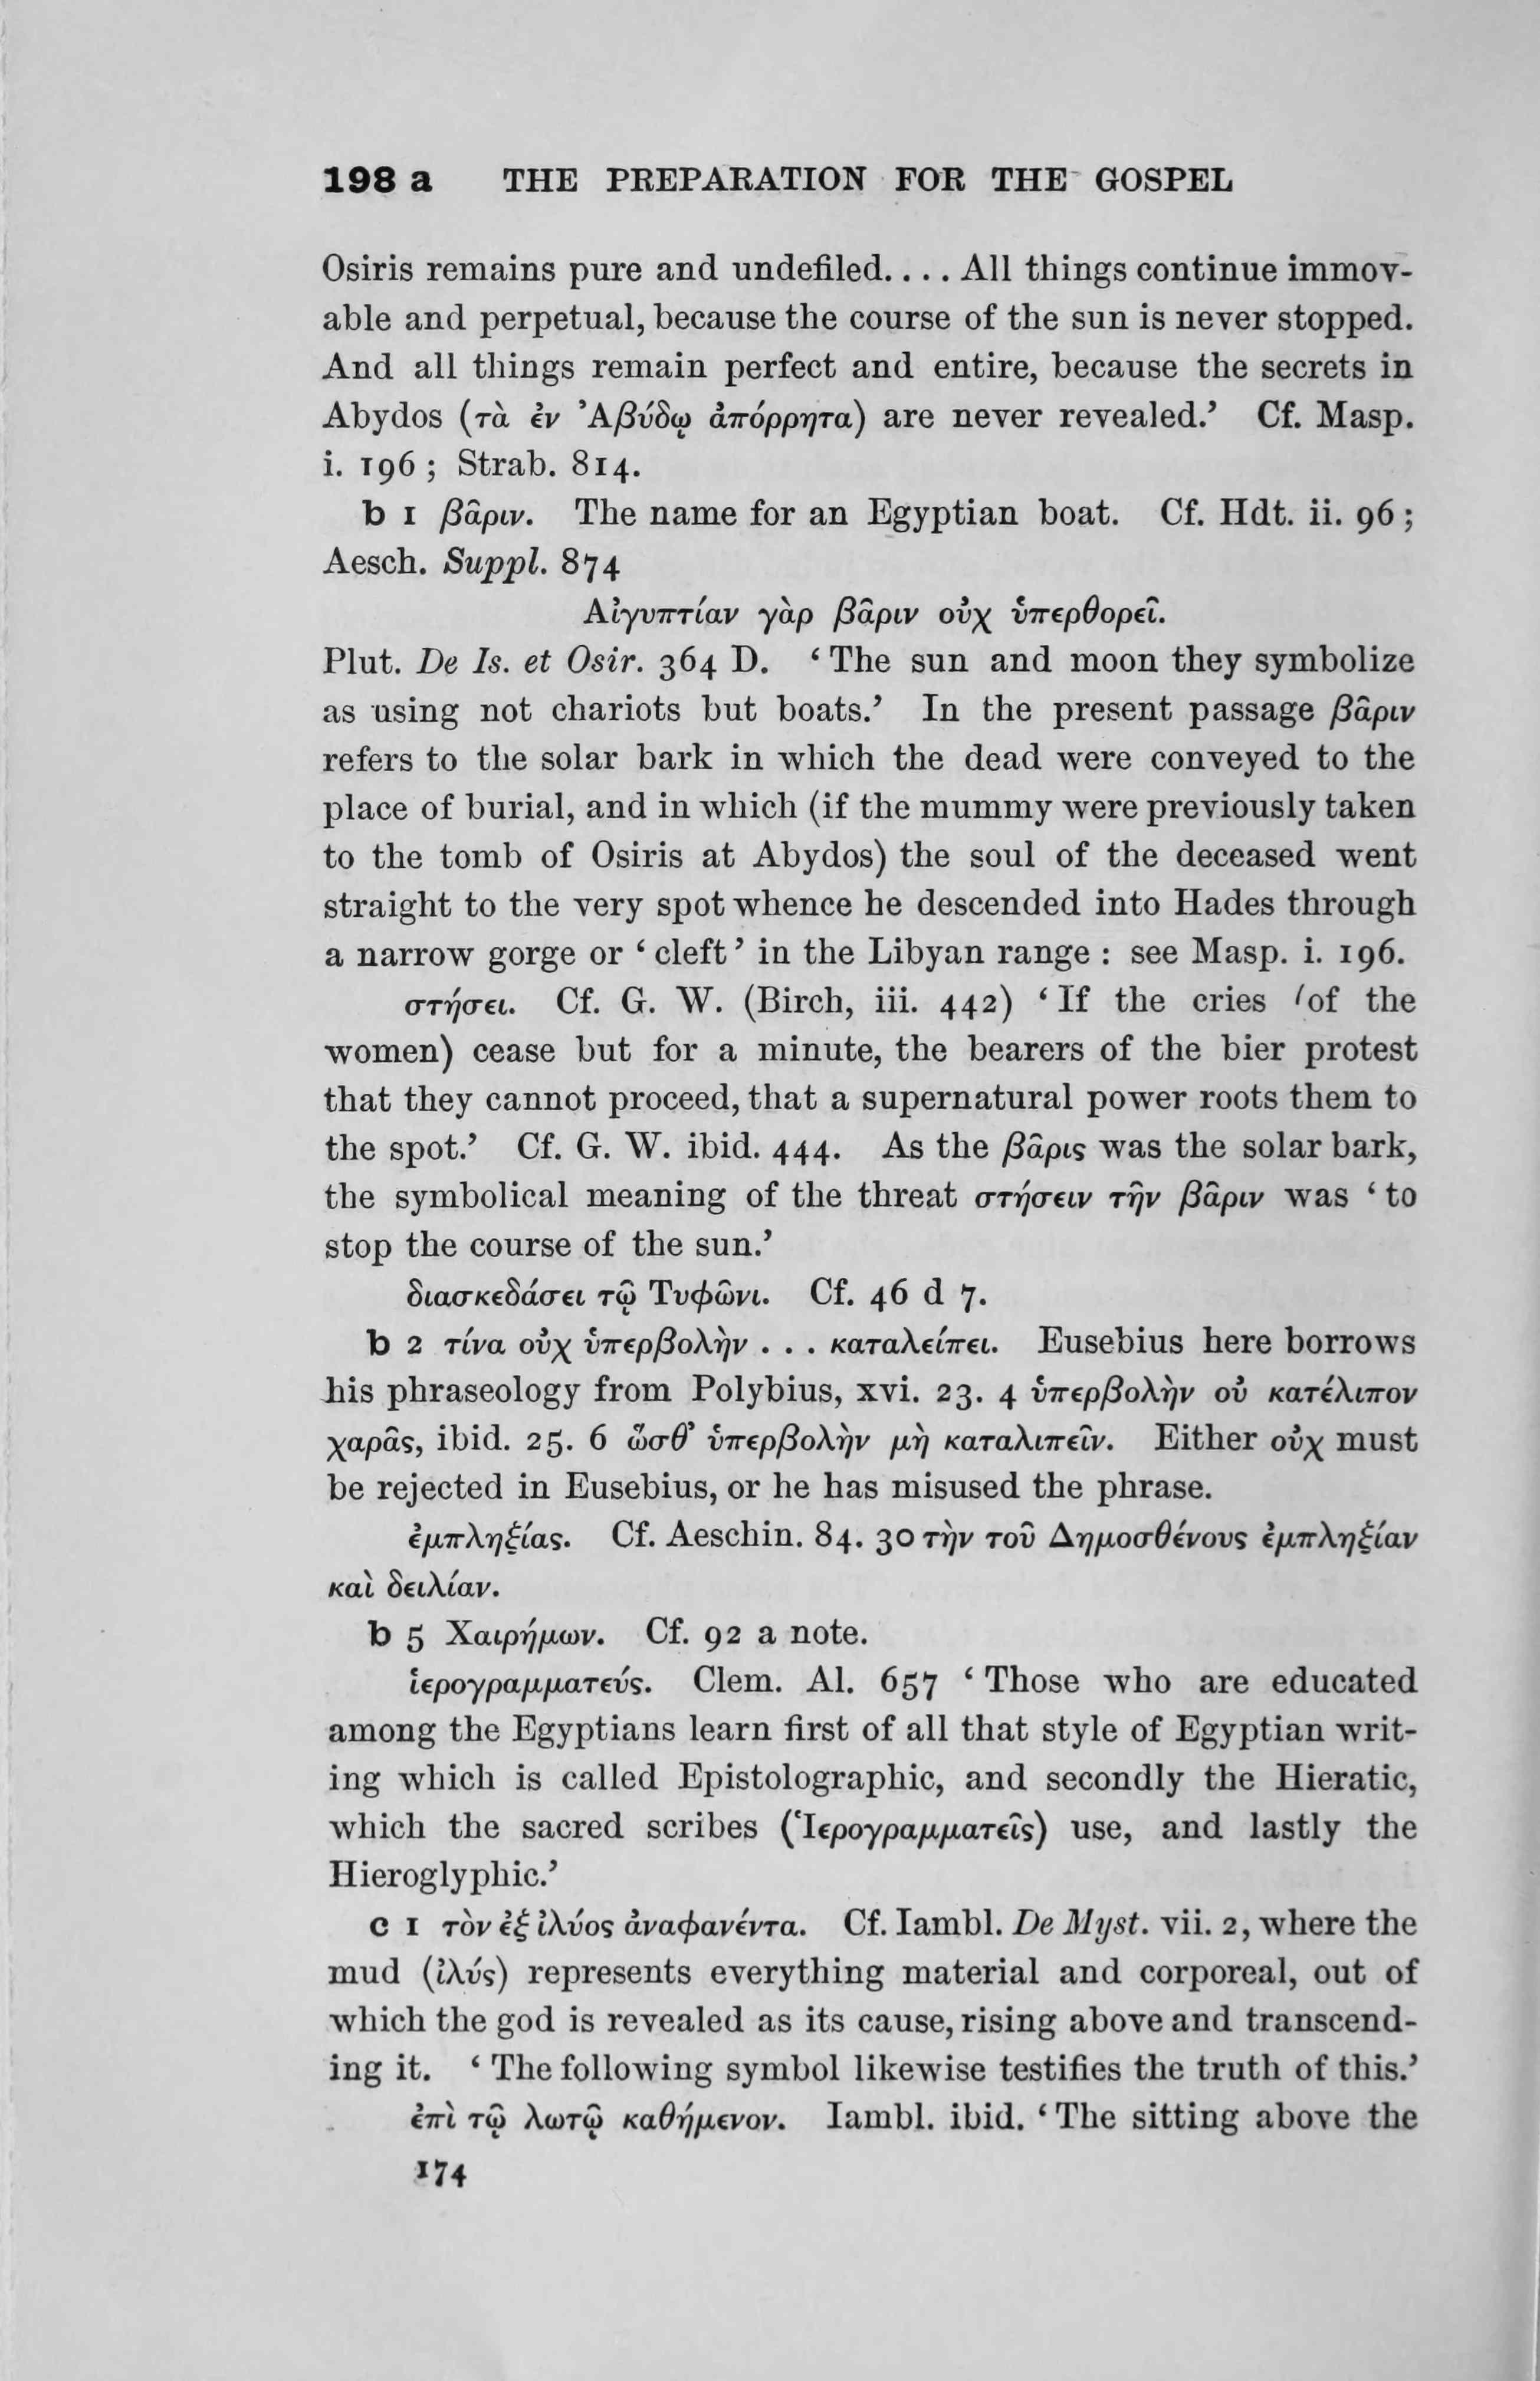 198 a THE PREPARATION FOR THE GOSPEL
Osiris remains pure and undefiled. . . . All things continue immov-
able and perpetual, because the course of the sun is never stopped.
And all things remain perfect and entire, because the secrets in
Abydos (τὰ ἐν Ἀβύδῳ ἀπόρρητα) are never revealed.’ Cf. Masp.
i. 196 ; Strab. 814.
b 1 βᾶριν. The name for an Egyptian boat. Cf. Hdt. ii. 96 ;
Aesch. Suppl. 874
Αἰγυπτίαν γὰρ βᾶριν οὐχ ὑπερθορεῖ.
Plut. De Is. et Osir. 364 D. ‘ The sun and moon they symbolize
as using not chariots but boats.’ In the present passage βᾶριν
refers to the solar bark in which the dead were conveyed to the
place of burial, and in which (if the mummy were previously taken
to the tomb of Osiris at Abydos) the soul of the deceased went
straight to the very spot whence he descended into Hades through
a narrow gorge or ‘ cleft ’ in the Libyan range : see Masp. i. 196.
στήσει. Cf. G. W. (Birch, iii. 442) ‘ If the cries (of the
women) cease but for a minute, the bearers of the bier protest
that they cannot proceed, that a supernatural power roots them to
the spot.’ Cf. G. W. ibid. 444. As the βᾶρις was the solar bark,
the symbolical meaning of the threat στήσειν τῆν βᾶριν was ‘ to
stop the course of the sun.’
διασκεδάσει τῷ Τυφῶνι. Cf. 46 d 7.
b 2 τίνα οὐχ ὑπερβολὴν . . . καταλείπει. Eusebius here borrows
his phraseology from Polybius, xvi. 23. 4 ὑπερβολὴν οὐ κατέλιπον
χαρᾶς, ibid. 25. 6 ὥσθ’ ὑπερβολὴν μὴ καταλιπεῖν. Either οὐχ must
be rejected in Eusebius, or he has misused the phrase.
ἐμπληξίας. Cf. Aeschin. 84. 30 τὴν τοῦ Δημοσθένους ἐμπληξίαν
καὶ δειλίαν.
b 5 Χαιρήμων. Cf. 92 a note.
ἱερογραμματεύς. Clem. Al. 657 ‘ Those who are educated
among the Egyptians learn first of all that style of Egyptian writ-
ing which is called Epistolographic, and secondly the Hieratic,
which the sacred scribes (Ἱερογραμματεῖς) use, and lastly the
Hieroglyphic.’
c 1 τὸν ἐξ ἰλύος ἀναφανέντα. Cf. Iambl. De Myst. vii. 2, where the
mud (ἰλύς) represents everything material and corporeal, out of
which the god is revealed as its cause, rising above and transcend-
ing it. ‘ The following symbol likewise testifies the truth of this.’
ἐπὶ τῷ λωτῷ καθήμενον. Iambl. ibid. ‘ The sitting above the
174